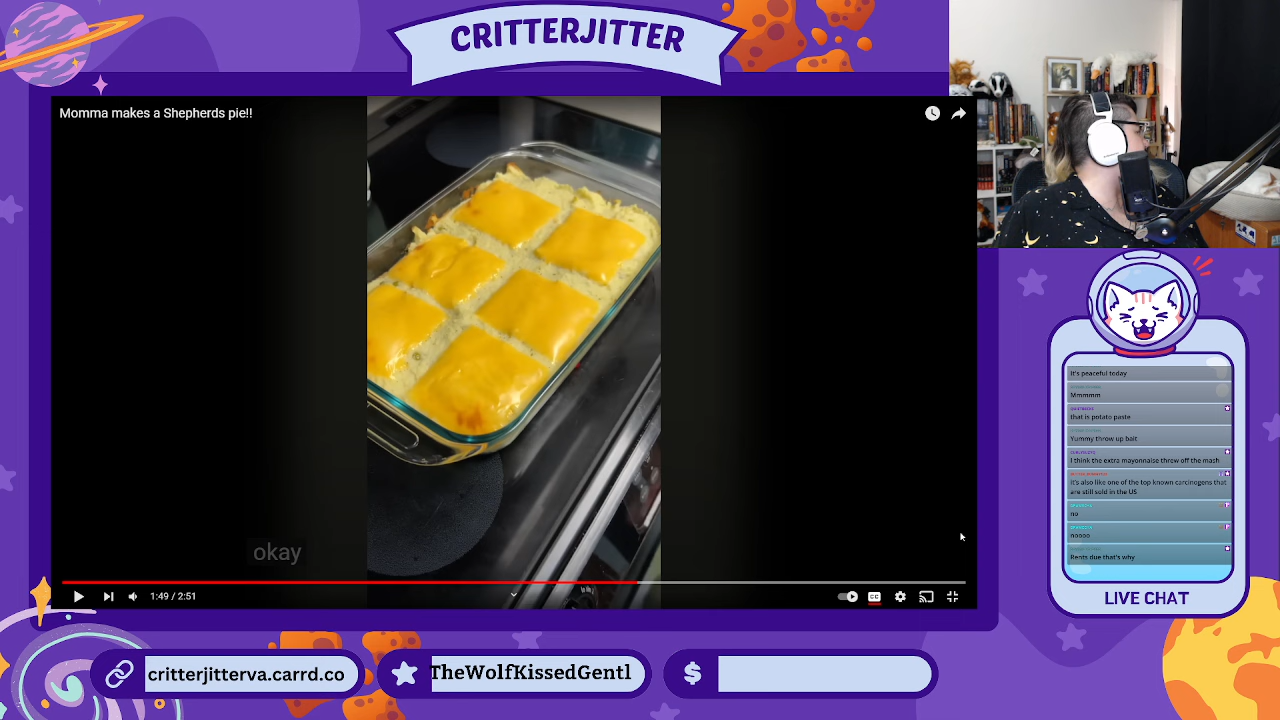 CRITTERJITTER
Momma makes a Shepherds pie!!
okay
1:49 / 2:51
CC
it's peaceful today
Mmmmm
that is potato paste
Yummy throw up bait
I think the extra mayonnaise threw off the mash
it's also like one of the top known carcinogens that
are still sold in the US
no
noooo
Rents due that's why
LIVE CHAT
critterjitterva.carrd.co
TheWolfKissedGentl
$